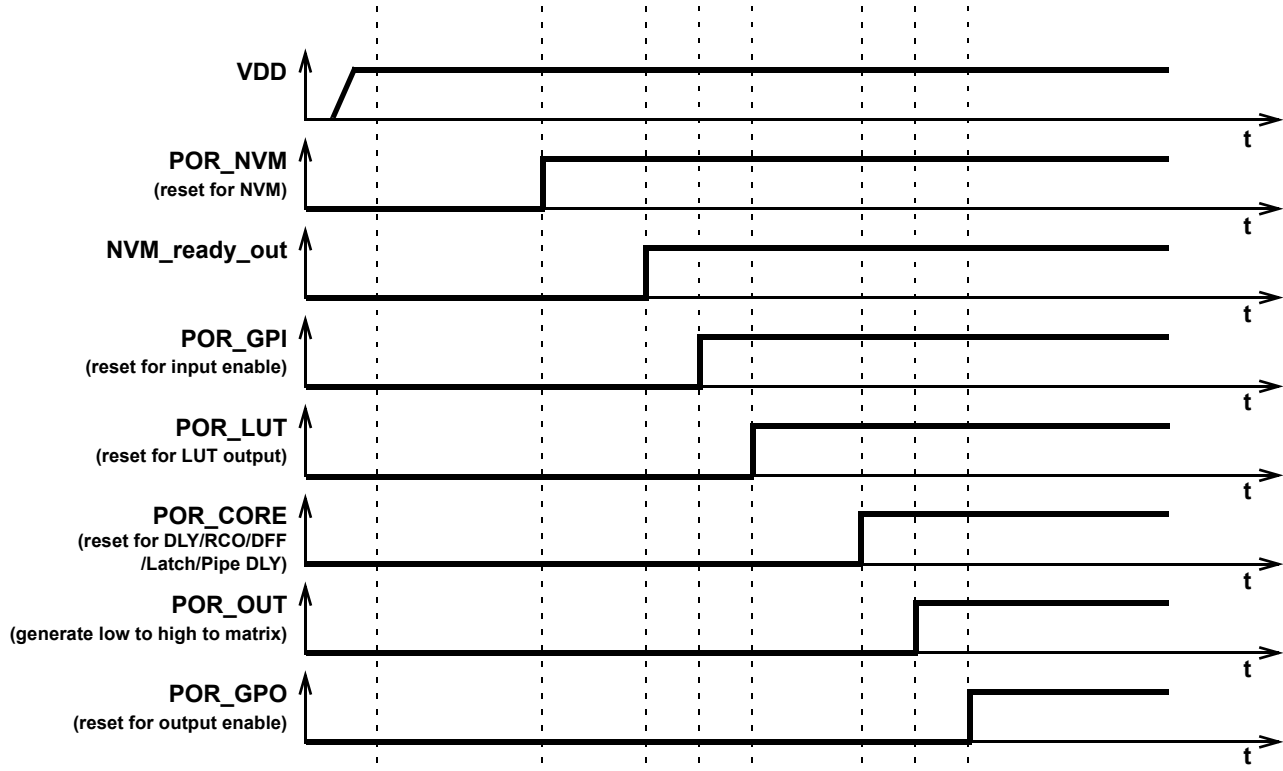 VDD
t
POR_NVM
(reset for NVM)
t
NVM_ready_out
t
POR_GPI
(reset for input enable)
t
POR_LUT
(reset for LUT output)
t
POR_CORE
(reset for DLY/RCO/DFF
/Latch/Pipe DLY)
t
POR_OUT
(generate low to high to matrix)
t
POR_GPO
(reset for output enable)
t